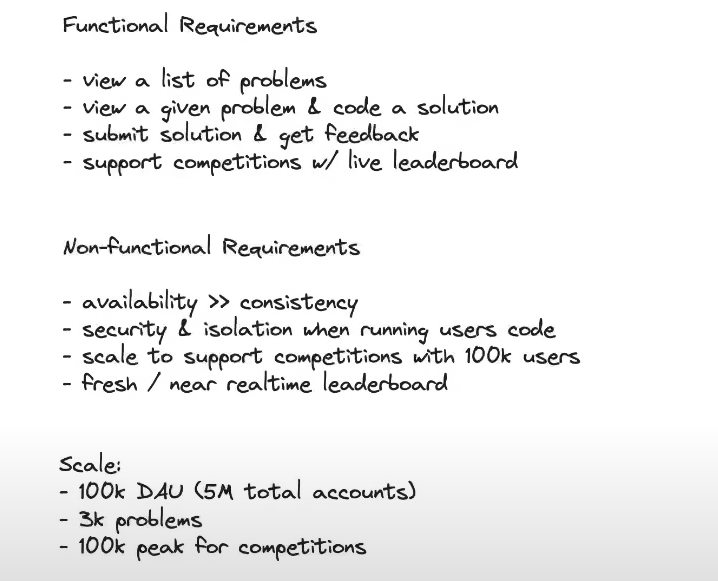 Functional Requirements
- view a list of problems
- view a given problem & code a solution
- submit solution & get feedback
- support competitions w/ live leaderboard
Non-functional Requirements
- availability >> consistency
- security & isolation when running users code
- scale to support competitions with 100k users
- fresh / near realtime leaderboard
Scale:
- 100k DAU (5M total accounts)
- 3k problems
- 100k peak for competitions